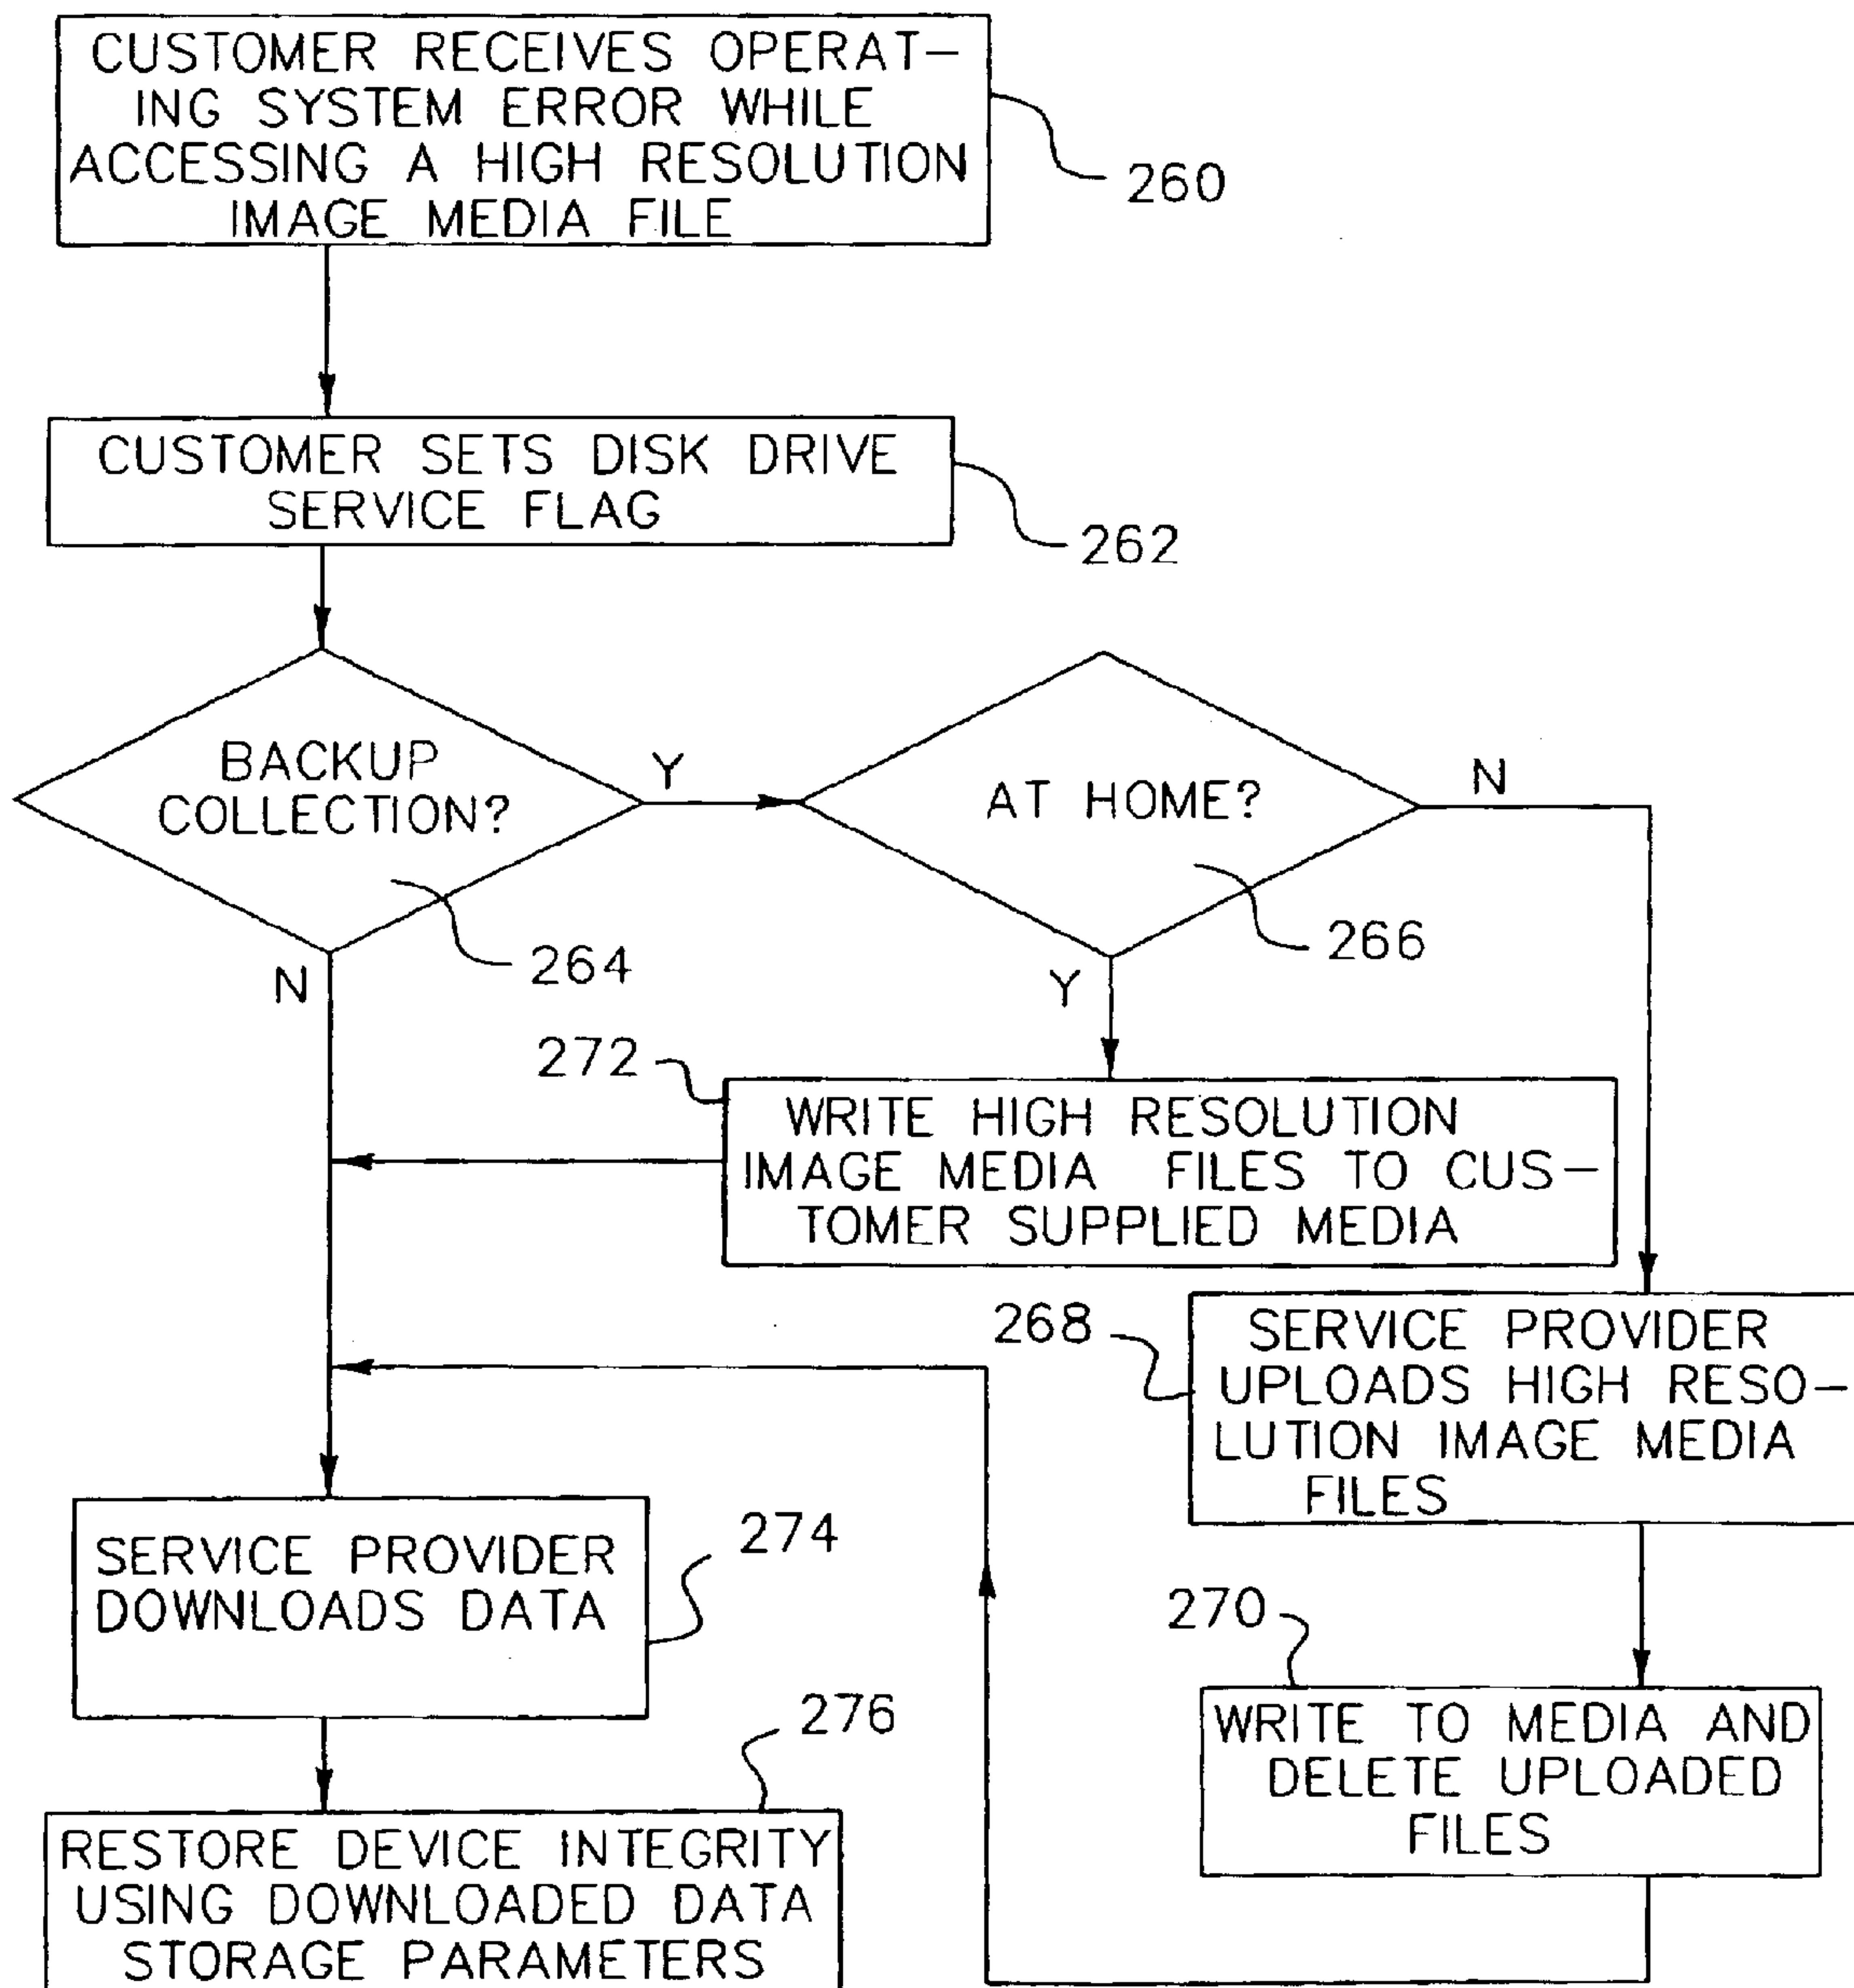 CUSTOMER RECEIVES OPERAT-
ING SYSTEM ERROR WHILE
ACCESSING A HIGH RESOLUTION
IMAGE MEDIA FILE
260
CUSTOMER SETS DISK DRIVE
SERVICE FLAG
262
BACKUP
COLLECTION?
Y
AT HOME?
N
264
266
N
Y
272
WRITE HIGH RESOLUTION
IMAGE MEDIA FILES TO CUS-
TOMER SUPPLIED MEDIA
268
SERVICE PROVIDER
UPLOADS HIGH RESO-
LUTION IMAGE MEDIA
FILES
SERVICE PROVIDER
DOWNLOADS DATA
274
270
WRITE TO MEDIA AND
DELETE UPLOADED
FILES
276
RESTORE DEVICE INTEGRITY
USING DOWNLOADED DATA
STORAGE PARAMETERS